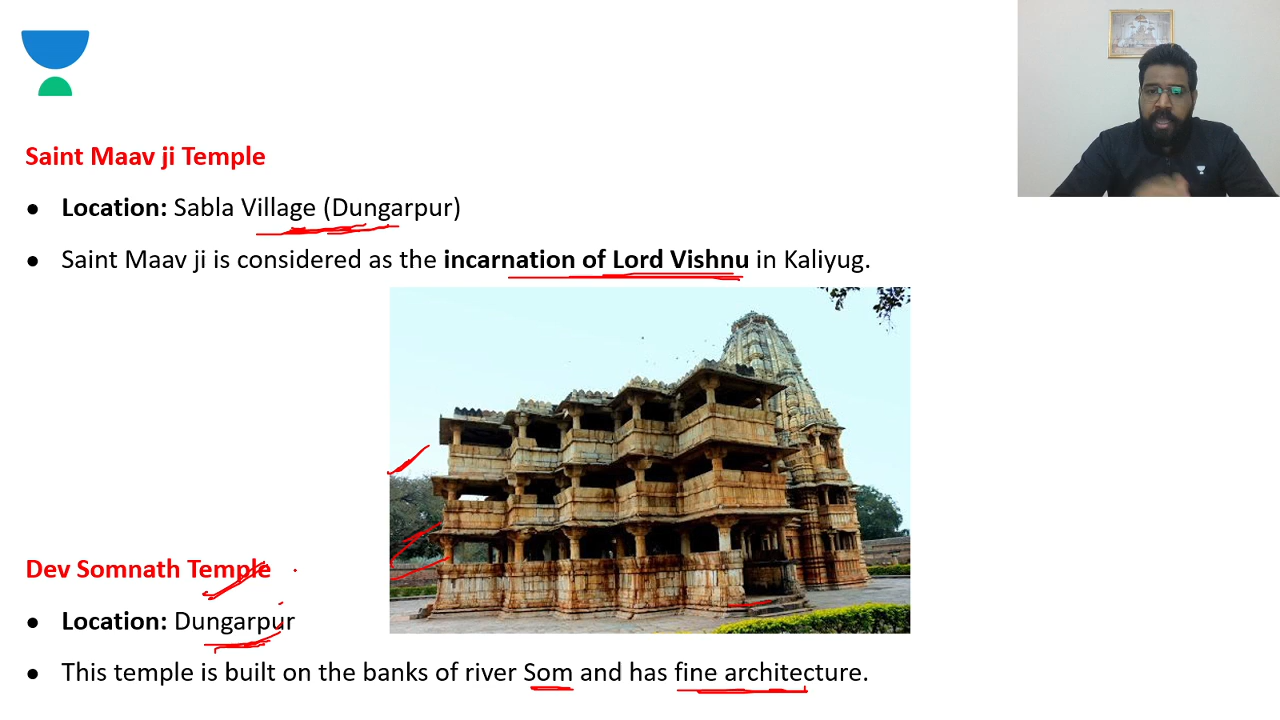 Saint Maav ji Temple
● Location: Sabla Village (Dungarpur)
● Saint Maav ji is considered as the incarnation of Lord Vishnu in Kaliyug.
Dev Somnath Temple
● Location: Dungarpur
● This temple is built on the banks of river Som and has fine architecture.